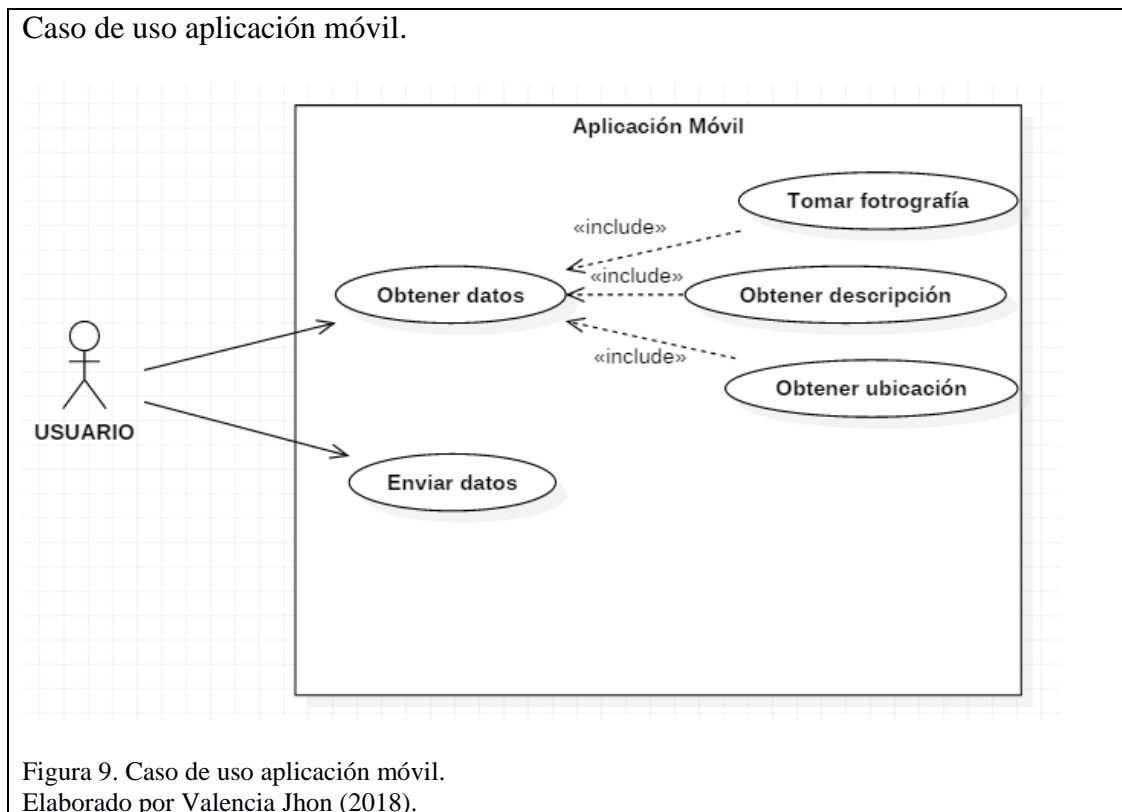 Caso de uso aplicación móvil.
Aplicación Móvil
Tomar fotrografía
«include»
«include»
Obtener datos
Obtener descripción
«include»
Obtener ubicación
USUARIO
Enviar datos
Figura 9. Caso de uso aplicación móvil.
Elaborado por Valencia Jhon (2018).